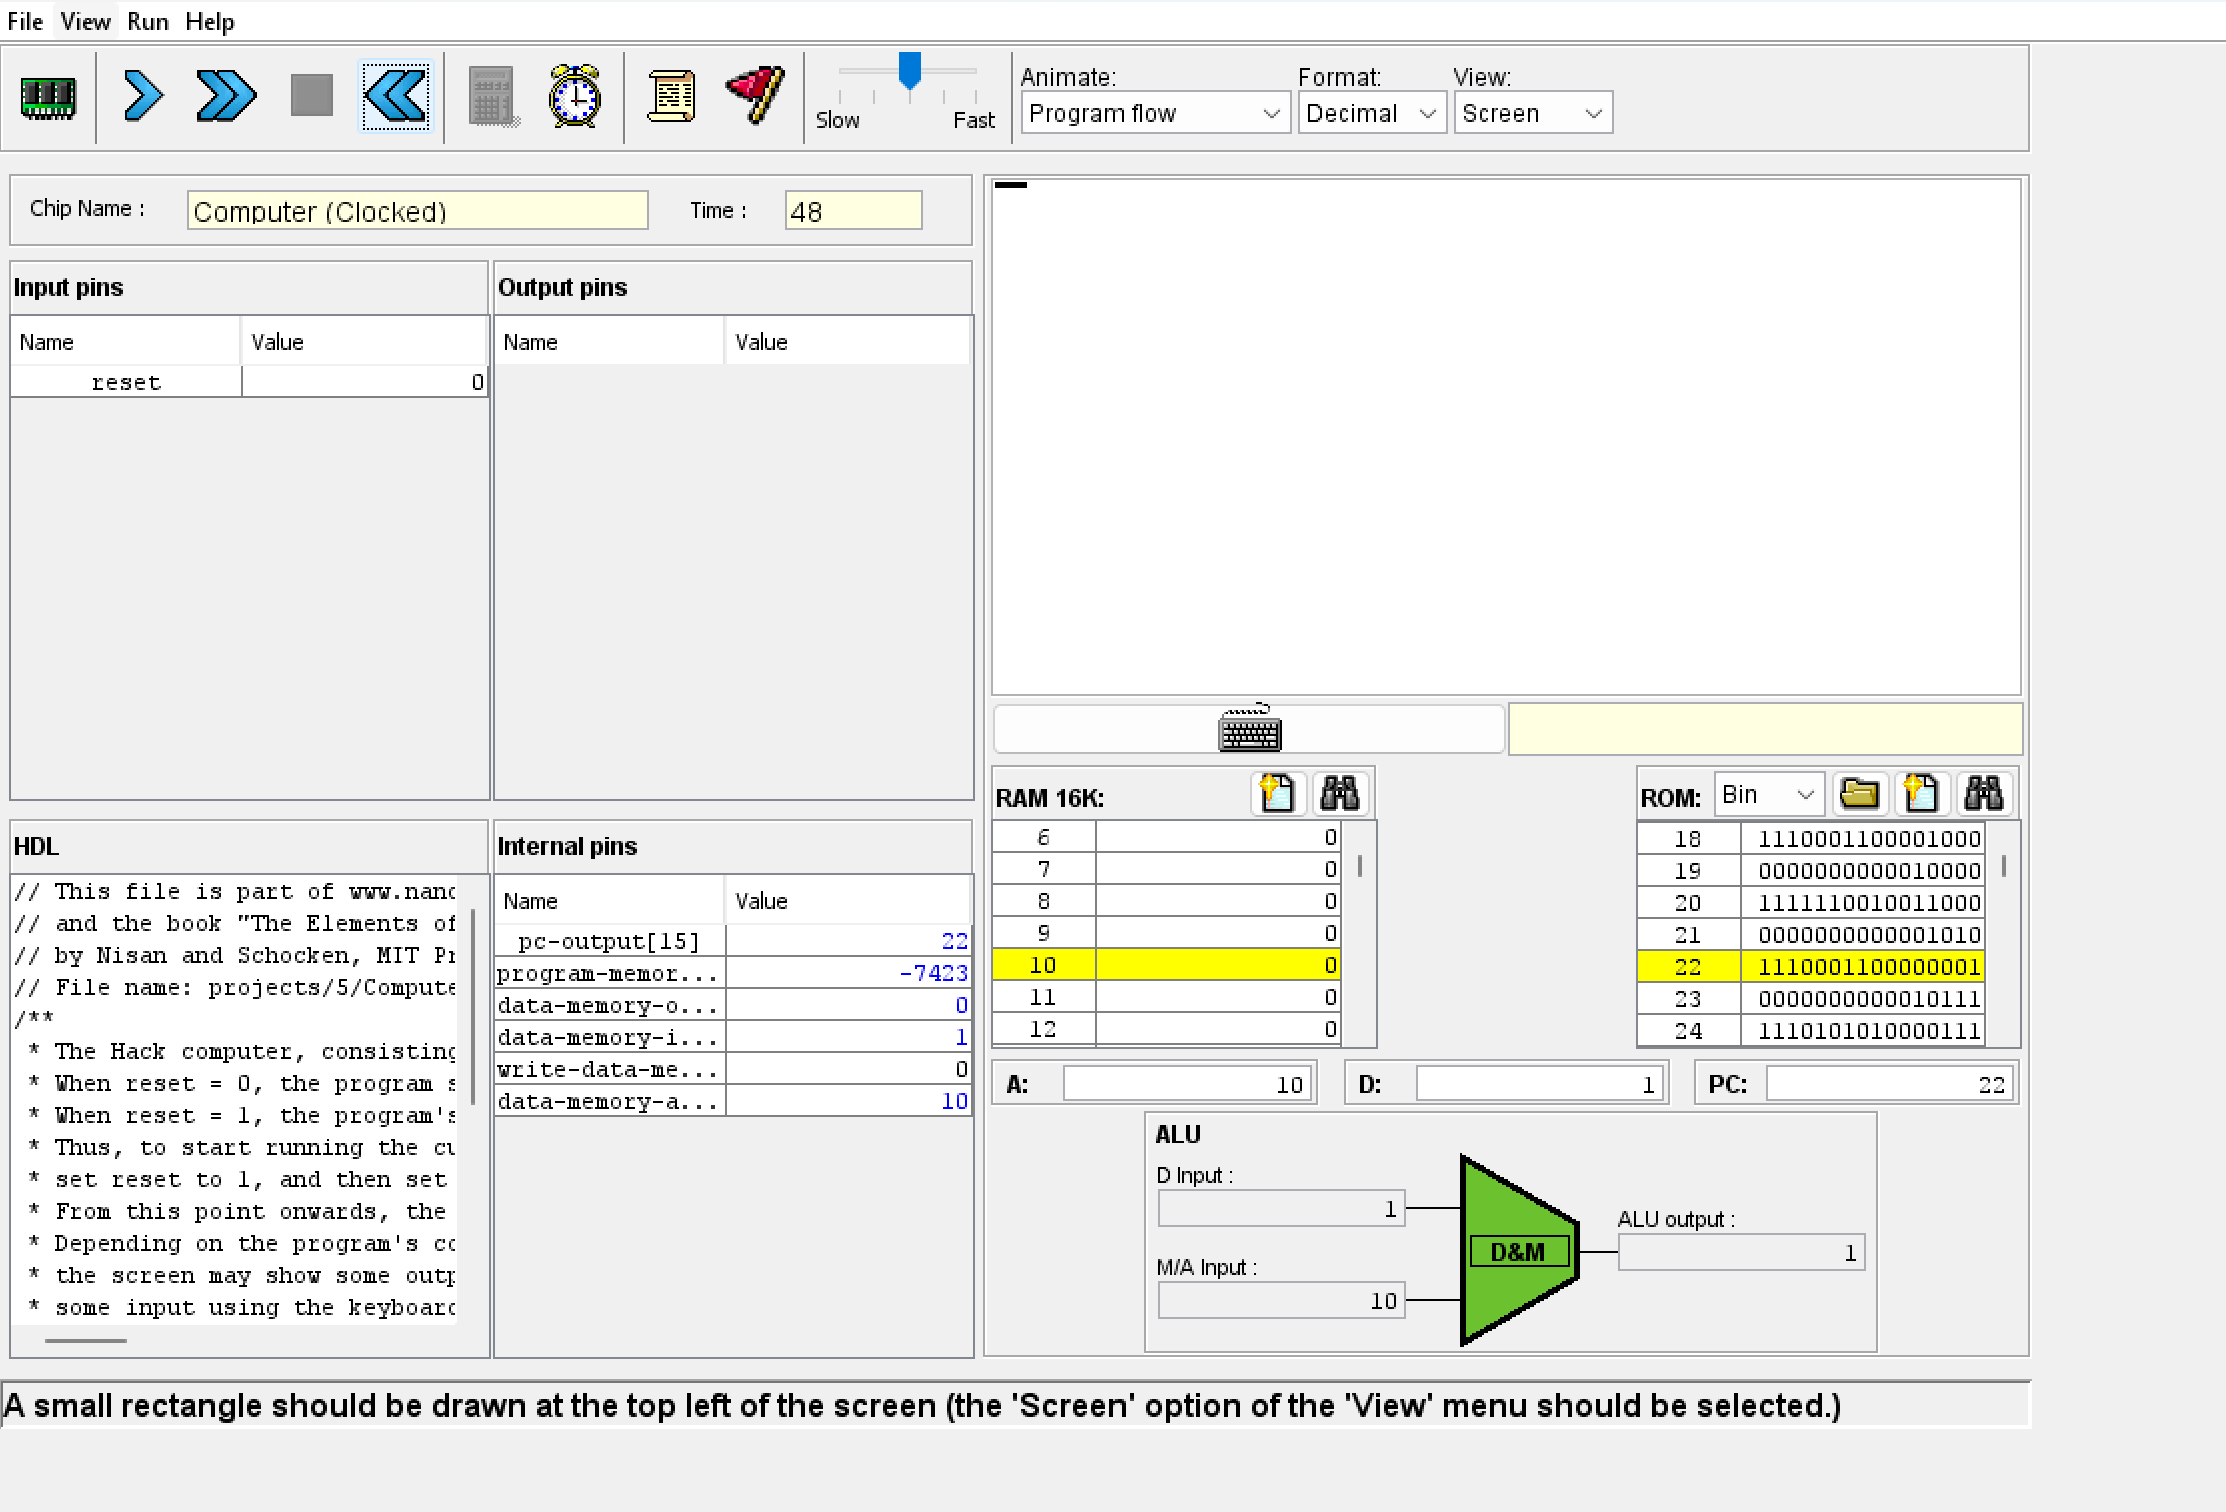 File View Run Help
Animate: Format: View:
Slow Fast Program flow Decimal Screen
Chip Name : Computer (Clocked) Time : 48
Input pins
Name Value
reset 0
Output pins
Name Value
HDL
// This file is part of www.nanc
// and the book "The Elements of
// by Nisan and Schocken, MIT Pr
// File name: projects/5/Compute
/**
* The Hack computer, consisting
* When reset = 0, the program s
* When reset = 1, the program's
* Thus, to start running the cu
* set reset to 1, and then set
* From this point onwards, the
* Depending on the program's co
* the screen may show some outp
* some input using the keyboard
Internal pins
Name Value
pc-output[15] 22
program-memor... -7423
data-memory-o... 0
data-memory-i... 1
write-data-me... 0
data-memory-a... 10
RAM 16K:
6 0
7 0
8 0
9 0
10 0
11 0
12 0
ROM: Bin
18 1110001100001000
19 0000000000010000
20 1111110010011000
21 0000000000001010
22 1110001100000001
23 0000000000010111
24 1110101010000111
A: 10 D: 1 PC: 22
ALU
D Input :
1
M/A Input :
10
D&M
ALU output :
1
A small rectangle should be drawn at the top left of the screen (the 'Screen' option of the 'View' menu should be selected.)